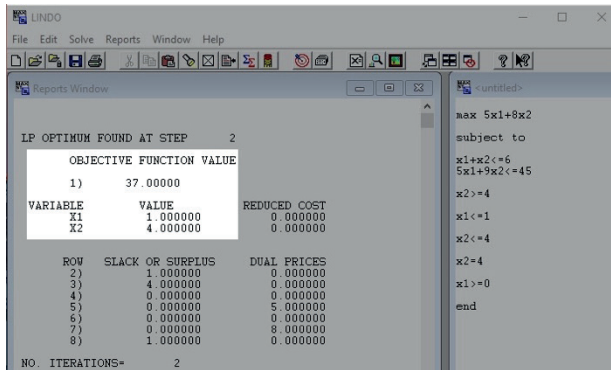 LINDO
File Edit Solve Reports Window Help
Reports Window
LP OPTIMUM FOUND AT STEP 2
OBJECTIVE FUNCTION VALUE
1) 37.00000
VARIABLE VALUE REDUCED COST
X1 1.000000 0.000000
X2 4.000000 0.000000
ROW SLACK OR SURPLUS DUAL PRICES
2) 1.000000 0.000000
3) 4.000000 0.000000
4) 0.000000 0.000000
5) 0.000000 5.000000
6) 0.000000 0.000000
7) 0.000000 8.000000
8) 1.000000 0.000000
NO. ITERATIONS= 2
<untitled>
max 5x1+8x2
subject to
x1+x2<=6
5x1+9x2<=45
x2>=4
x1<=1
x2<=4
x2=4
x1>=0
end